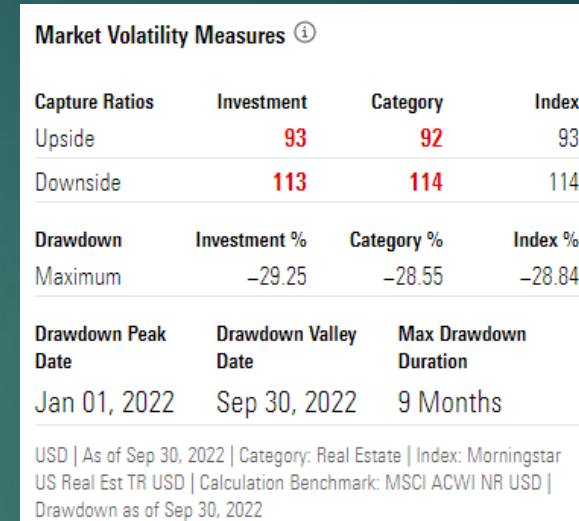 Market Volatility Measures
Capture Ratios Investment Category Index
Upside 93 92 93
Downside 113 114 114
Drawdown Investment % Category % Index %
Maximum −29.25 −28.55 −28.84
Drawdown Peak Drawdown Valley Max Drawdown
Date Date Duration
Jan 01, 2022 Sep 30, 2022 9 Months
USD | As of Sep 30, 2022 | Category: Real Estate | Index: Morningstar
US Real Est TR USD | Calculation Benchmark: MSCI ACWI NR USD |
Drawdown as of Sep 30, 2022